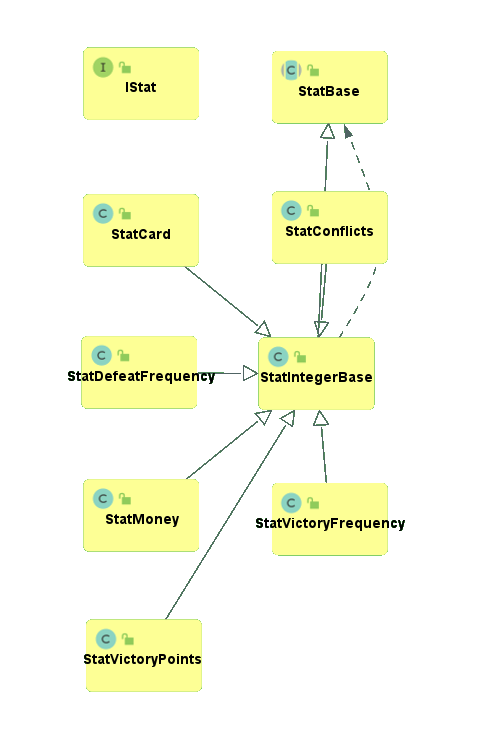 I
IStat
C
StatBase
C
StatCard
C
StatConflicts
C
StatDefeatFrequency
C
StatIntegerBase
C
StatMoney
C
StatVictoryFrequency
C
StatVictoryPoints